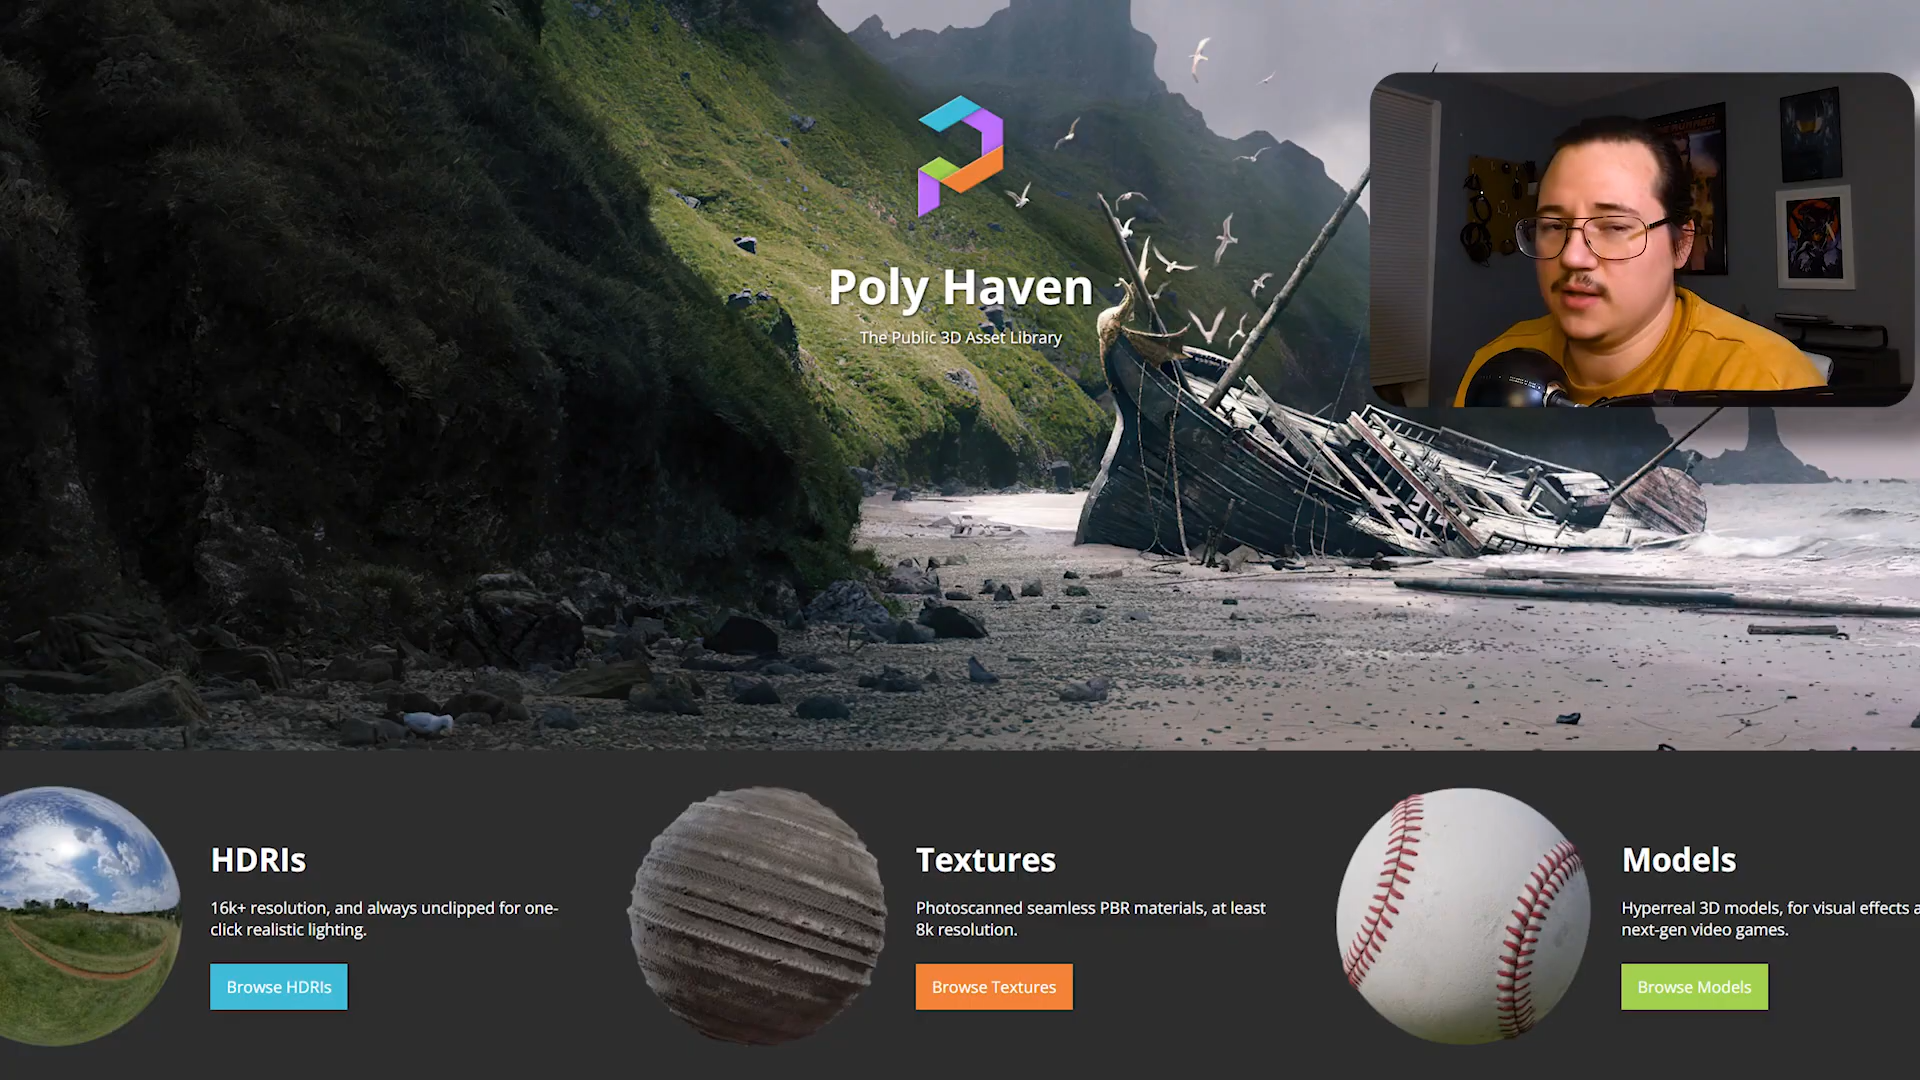 Poly Haven
The Public 3D Asset Library
HDRIs
16k+ resolution, and always unclipped for one-
click realistic lighting.
Browse HDRIs
Textures
Photoscanned seamless PBR materials, at least
8k resolution.
Browse Textures
Models
Hyperreal 3D models, for visual effects a
next-gen video games.
Browse Models